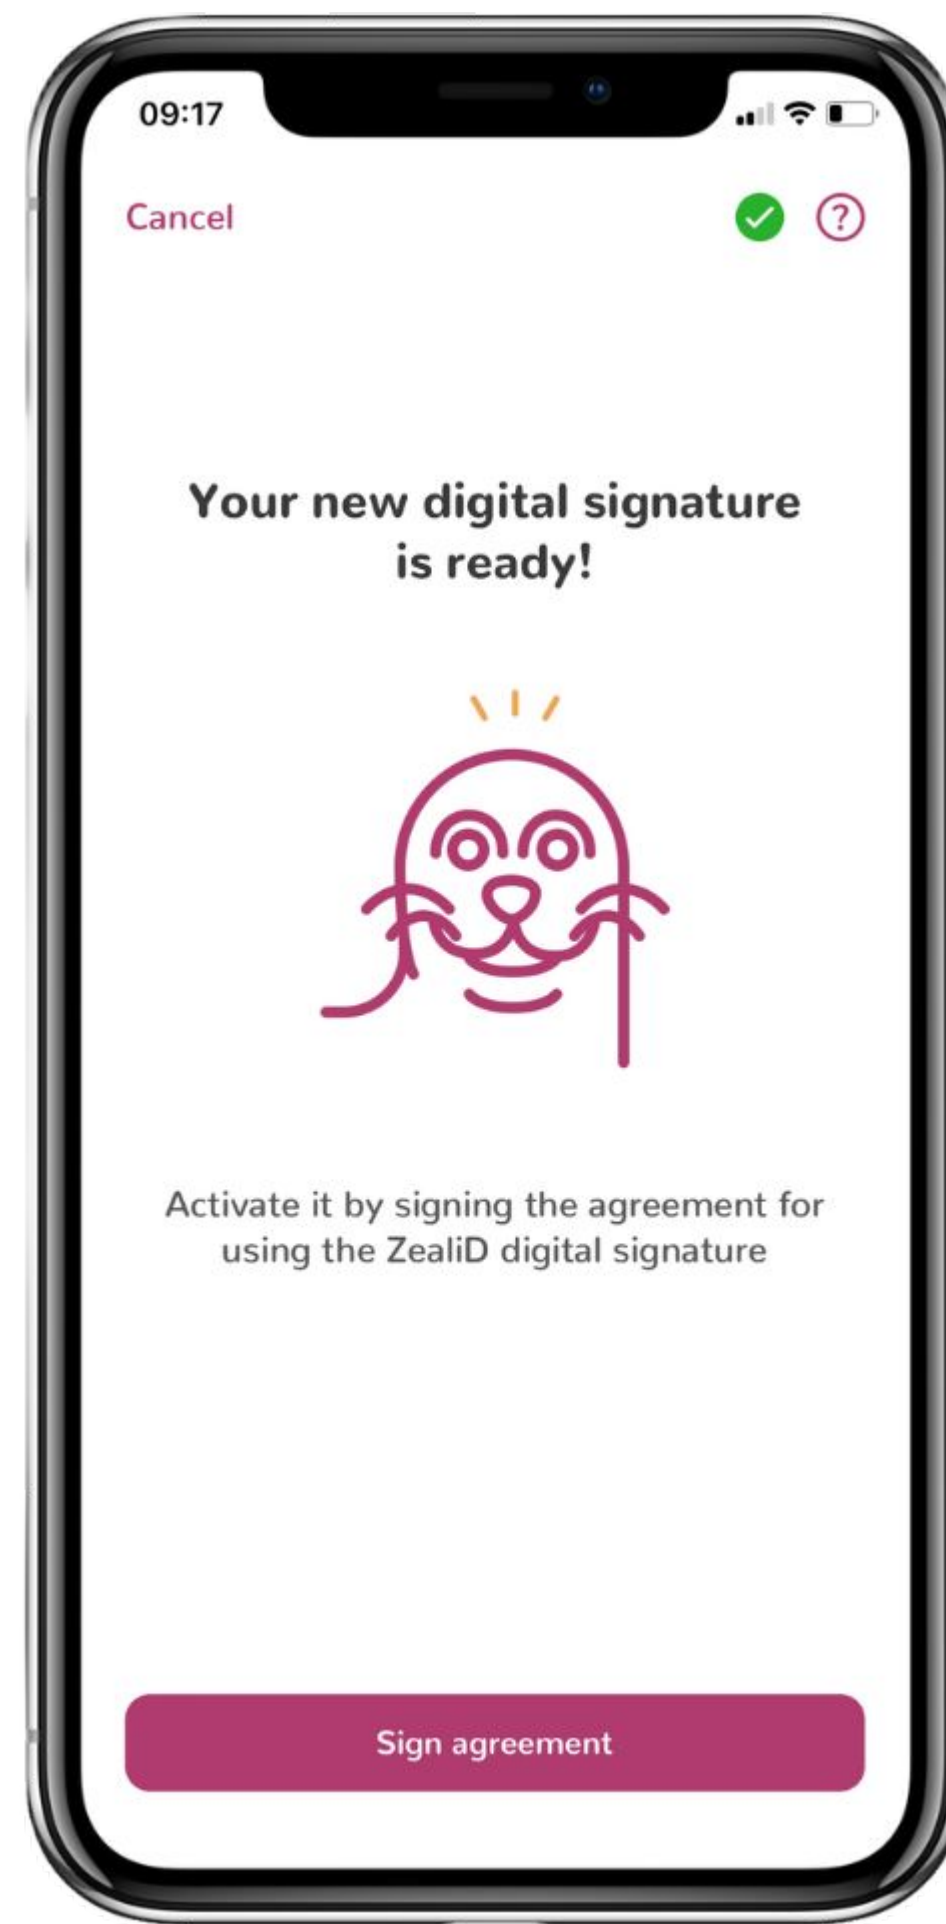 09:17
Cancel
Your new digital signature
is ready!
Activate it by signing the agreement for
using the ZealiD digital signature
Sign agreement